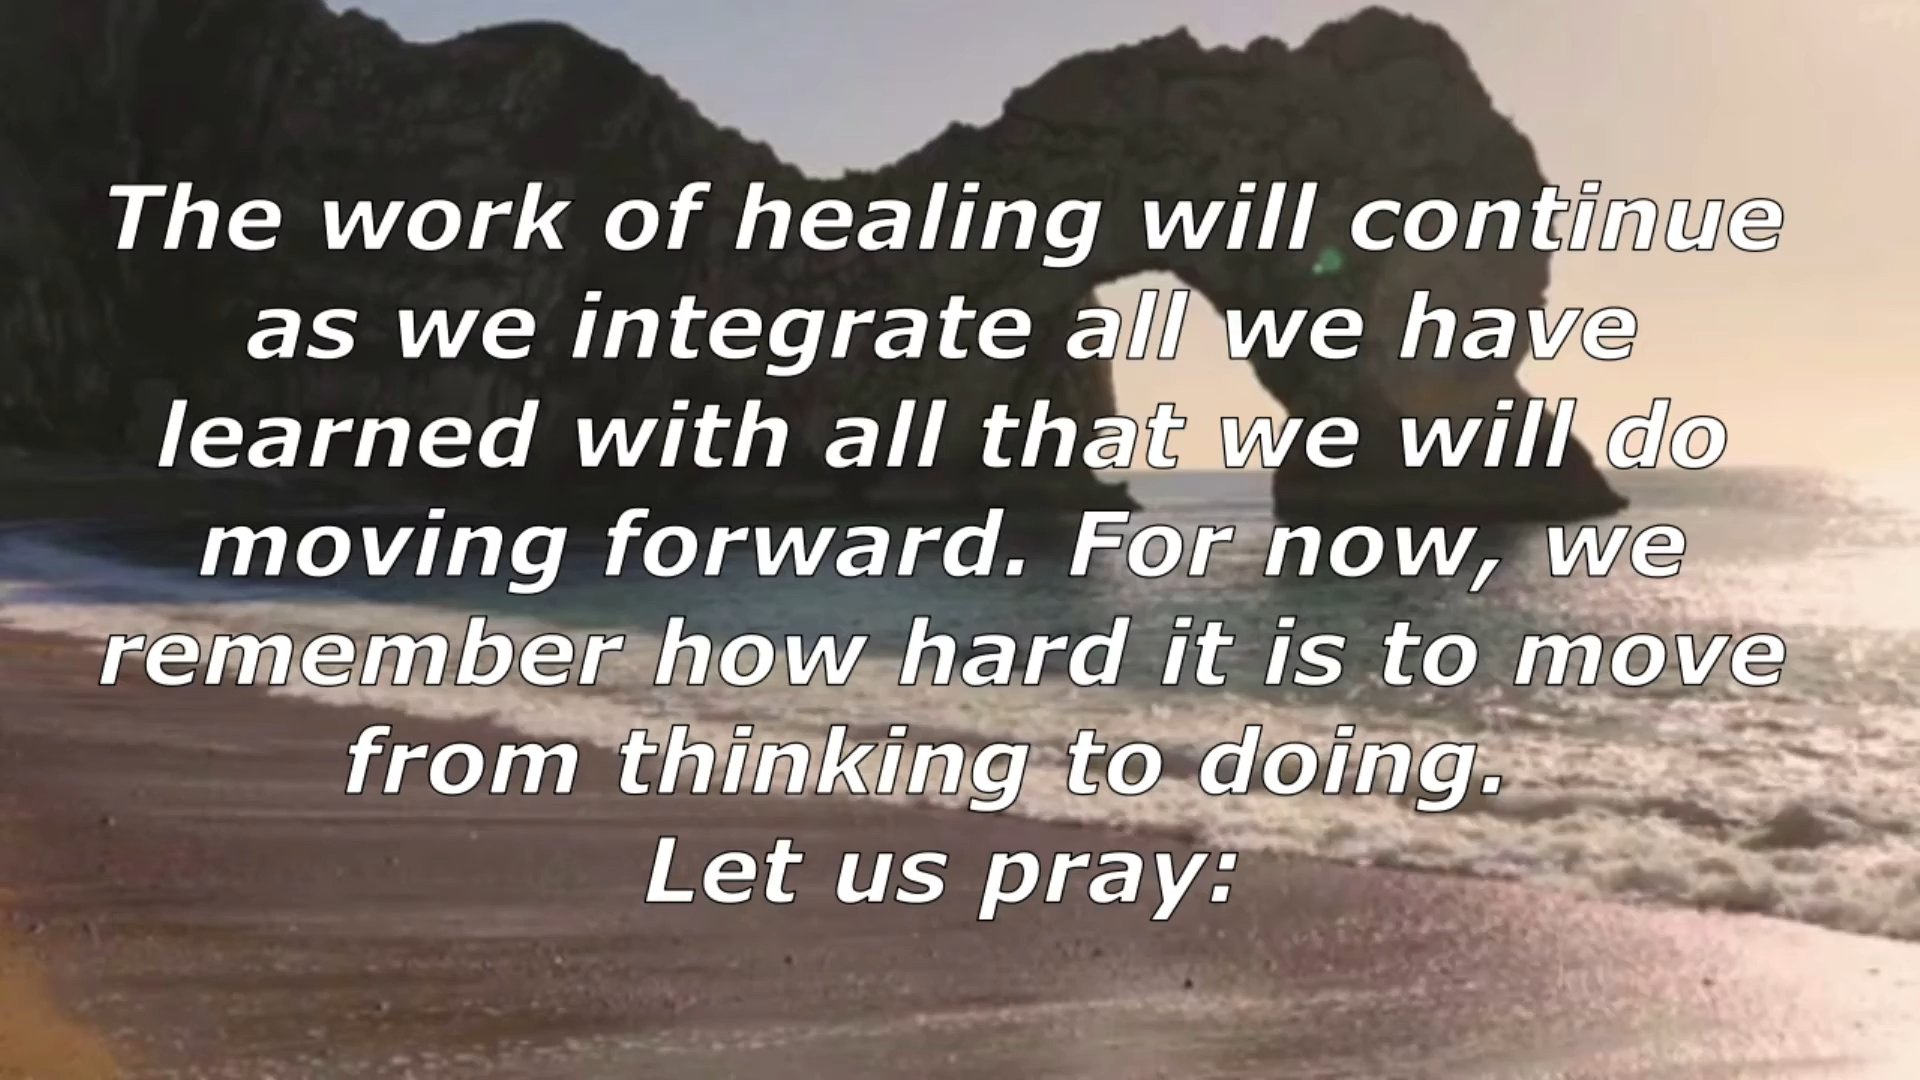 The work of healing will continue
as we integrate all we have
learned with all that we will do
moving forward. For now, we
remember how hard it is to move
from thinking to doing.
Let us pray: